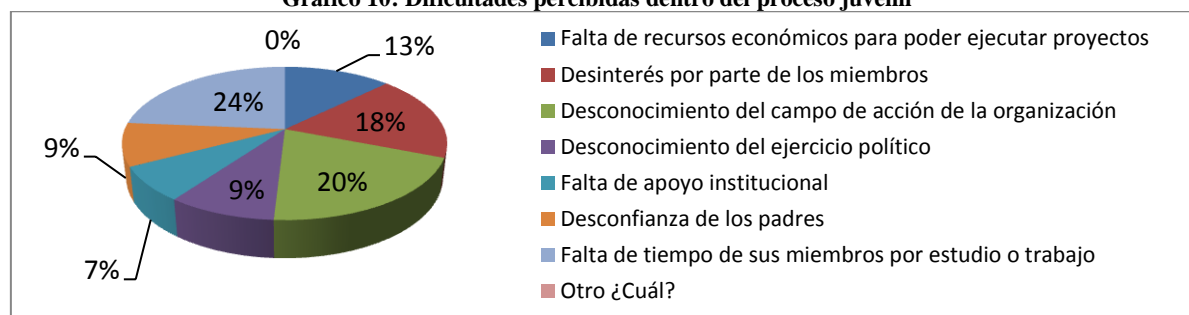 Gráfico 10: Dificultades percibidas dentro del proceso juvenil
0%
13%
24%
18%
9%
9%
20%
7%
Falta de recursos económicos para poder ejecutar proyectos
Desinterés por parte de los miembros
Desconocimiento del campo de acción de la organización
Desconocimiento del ejercicio político
Falta de apoyo institucional
Desconfianza de los padres
Falta de tiempo de sus miembros por estudio o trabajo
Otro ¿Cuál?